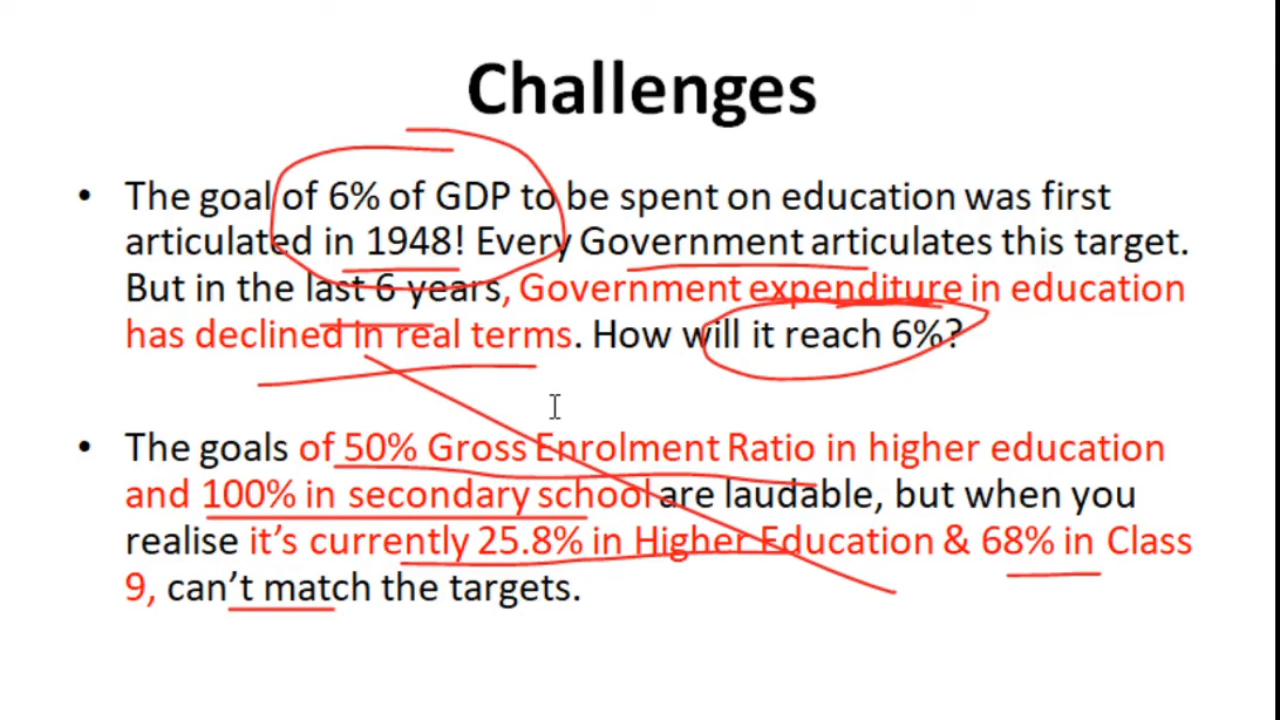 Challenges
• The goal of 6% of GDP to be spent on education was first
articulated in 1948! Every Government articulates this target.
But in the last 6 years, Government expenditure in education
has declined in real terms. How will it reach 6%?
• The goals of 50% Gross Enrolment Ratio in higher education
and 100% in secondary school are laudable, but when you
realise it’s currently 25.8% in Higher Education & 68% in Class
9, can’t match the targets.